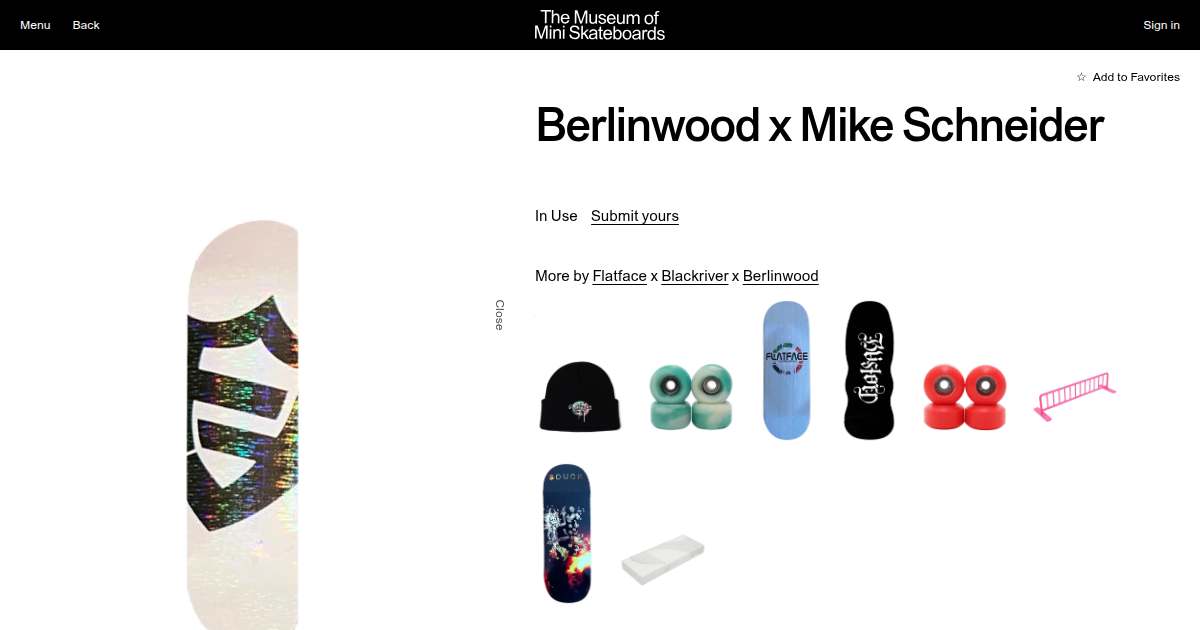 Menu
Back
The Museum of
Mini Skateboards
Sign in
☆ Add to Favorites
Berlinwood x Mike Schneider
In Use Submit yours
More by Flatface x Blackriver x Berlinwood
Close
FLATFACE